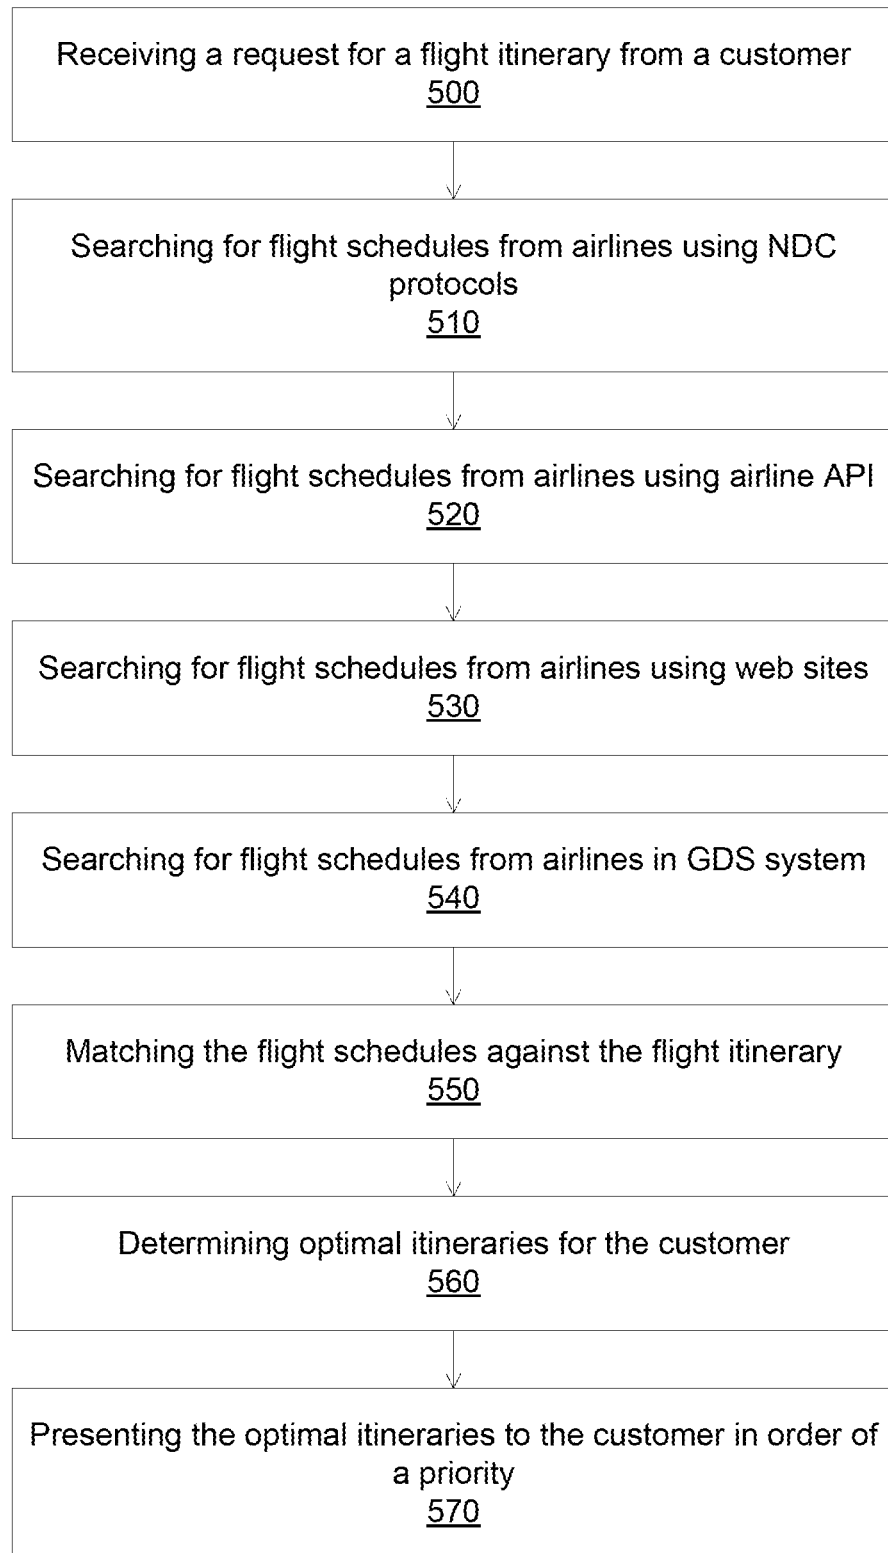 Receiving a request for a flight itinerary from a customer
500
Searching for flight schedules from airlines using NDC
protocols
510
Searching for flight schedules from airlines using airline API
520
Searching for flight schedules from airlines using web sites
530
Searching for flight schedules from airlines in GDS system
540
Matching the flight schedules against the flight itinerary
550
Determining optimal itineraries for the customer
560
Presenting the optimal itineraries to the customer in order of
a priority
570